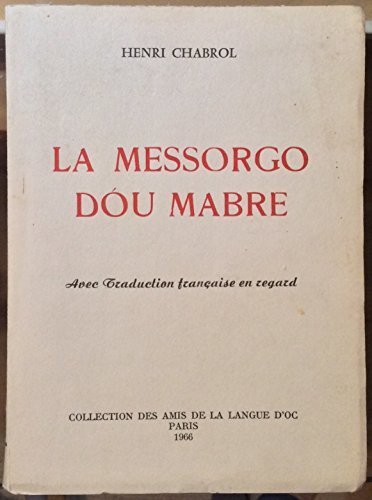 HENRI CHABROL
LA MESSORGO
DÓU MABRE
Avec Traduction française en regard
COLLECTION DES AMIS DE LA LANGUE D'OC
PARIS
1966